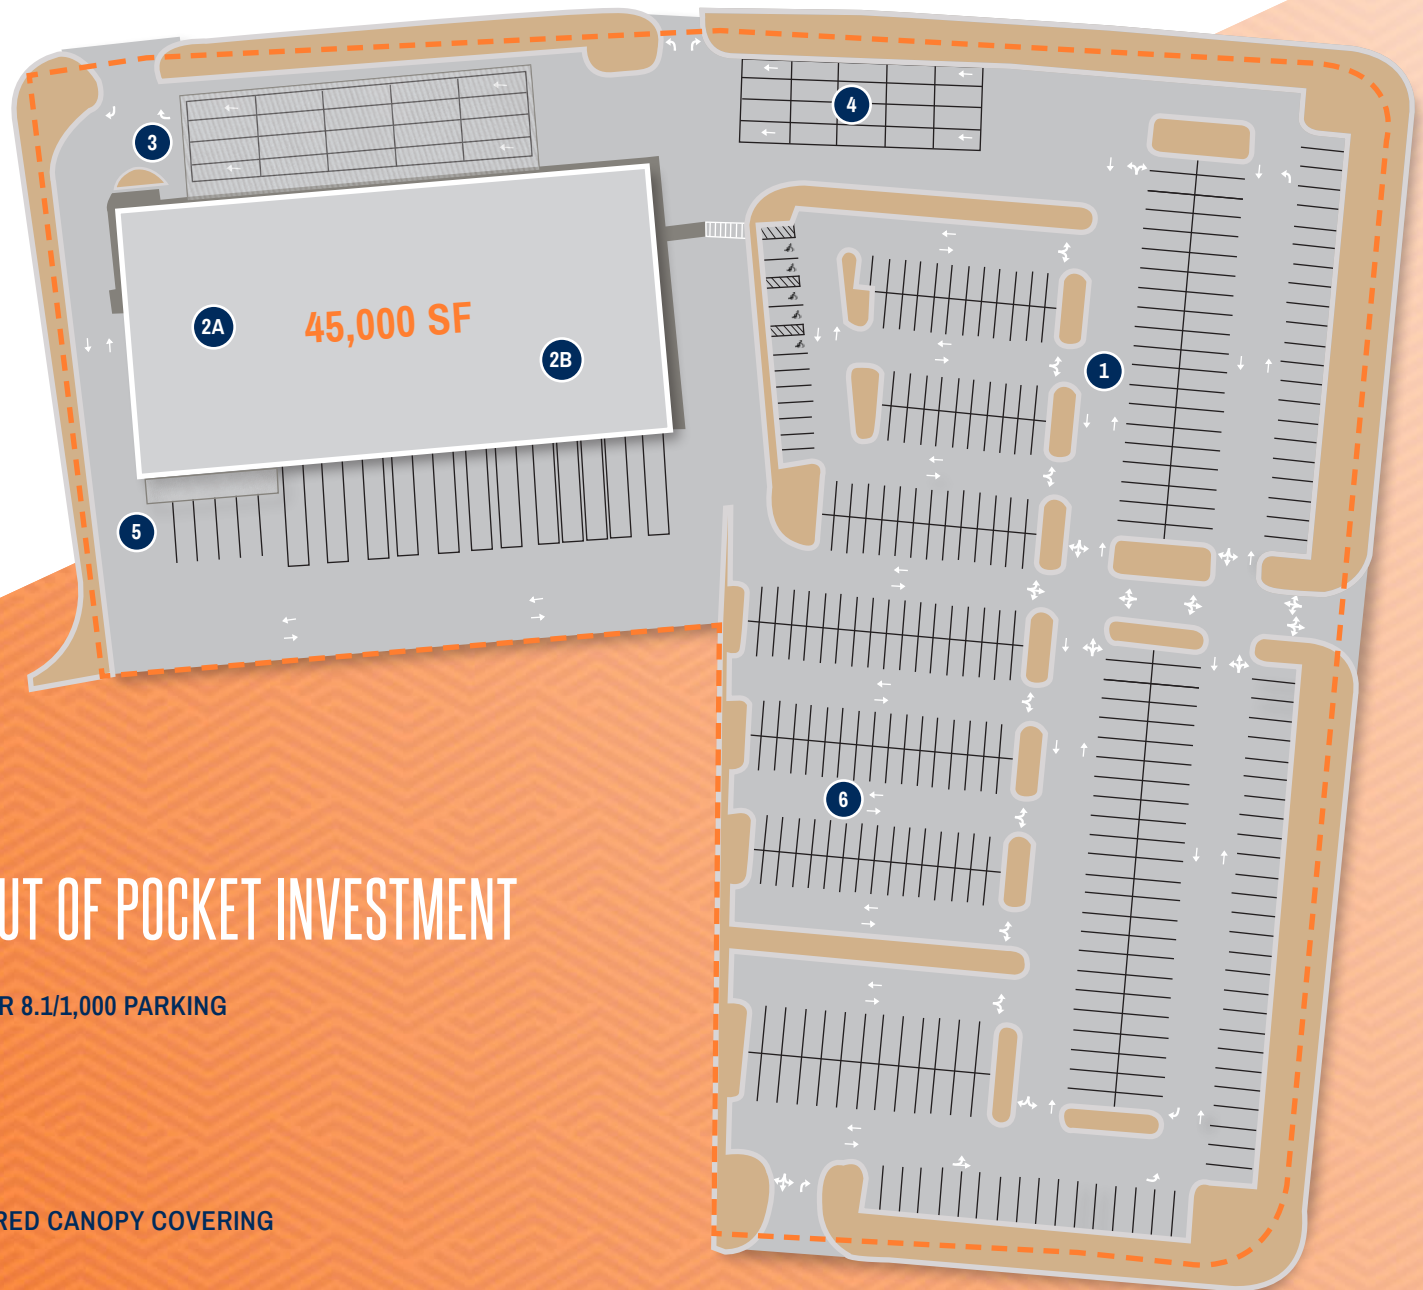 4
3
2A
45,000 SF
2B
1
5
6
UT OF POCKET INVESTMENT
R 8.1/1,000 PARKING
RED CANOPY COVERING